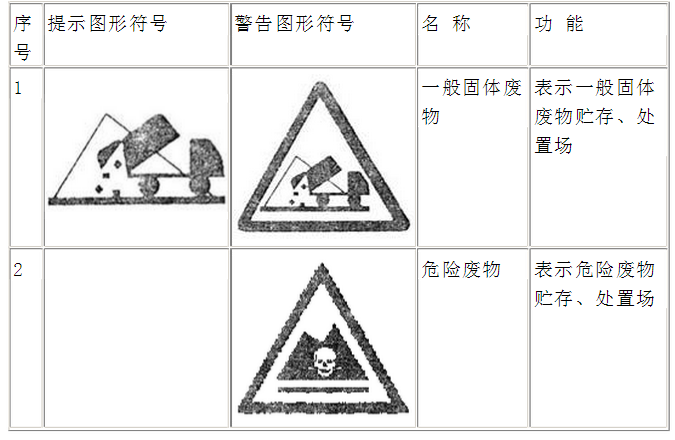 序号 提示图形符号 警告图形符号 名 称 功 能
1 一般固体废物 表示一般固体废物贮存、处置场
2 危险废物 表示危险废物贮存、处置场